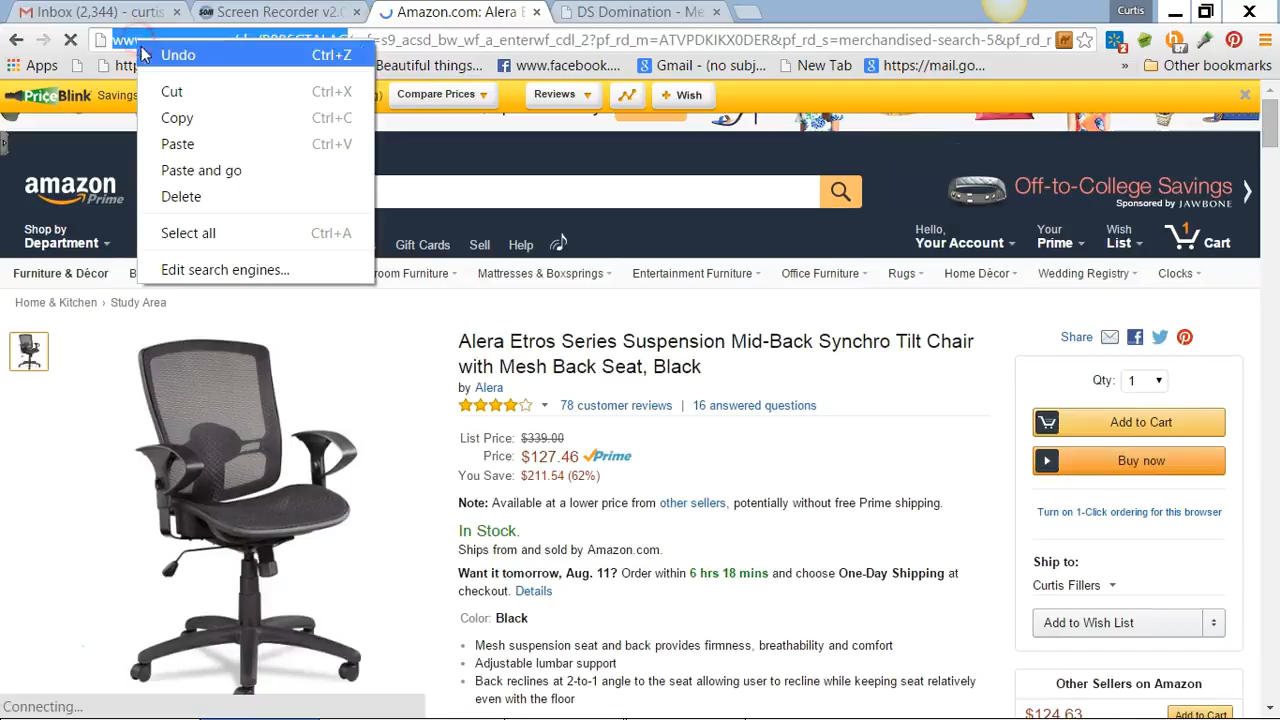 Inbox (2,344) - curtis
Screen Recorder v2.0
Amazon.com: Alera E
DS Domination - Me
Curtis
=s9_acsd_bw_wf_a_enterwf_cdl_2?pf_rd_m=ATVPDKIKX0DER&pf_rd_s=merchandised-search-5&pf_rd_r
2
87
Apps
Beautiful things...
www.facebook....
Gmail - (no subj...
New Tab
https://mail.go...
»
Other bookmarks
PriceBlink
Savings
Compare Prices
Reviews
+ Wish
Undo Ctrl+Z
Cut Ctrl+X
Copy Ctrl+C
Paste Ctrl+V
Paste and go
Delete
Select all Ctrl+A
Edit search engines...
amazon
Prime
Off-to-College Savings
Sponsored by JAWBONE
Shop by
Department
Gift Cards
Sell
Help
Hello,
Your Account
Your
Prime
Wish
List
1
Cart
Furniture & Décor
Mattresses & Boxsprings
Entertainment Furniture
Office Furniture
Rugs
Home Décor
Wedding Registry
Clocks
Home & Kitchen › Study Area
Alera Etros Series Suspension Mid-Back Synchro Tilt Chair
with Mesh Back Seat, Black
by Alera
78 customer reviews | 16 answered questions
List Price: $339.00
Price: $127.46 Prime
You Save: $211.54 (62%)
Note: Available at a lower price from other sellers, potentially without free Prime shipping.
In Stock.
Ships from and sold by Amazon.com.
Want it tomorrow, Aug. 11? Order within 6 hrs 18 mins and choose One-Day Shipping at
checkout. Details
Color: Black
• Mesh suspension seat and back provides firmness, breathability and comfort
• Adjustable lumbar support
• Back reclines at 2-to-1 angle to the seat allowing user to recline while keeping seat relatively
even with the floor
Share
Qty: 1
Add to Cart
Buy now
Turn on 1-Click ordering for this browser
Ship to:
Curtis Fillers
Add to Wish List
Other Sellers on Amazon
$124.63
Add to Cart
Connecting...